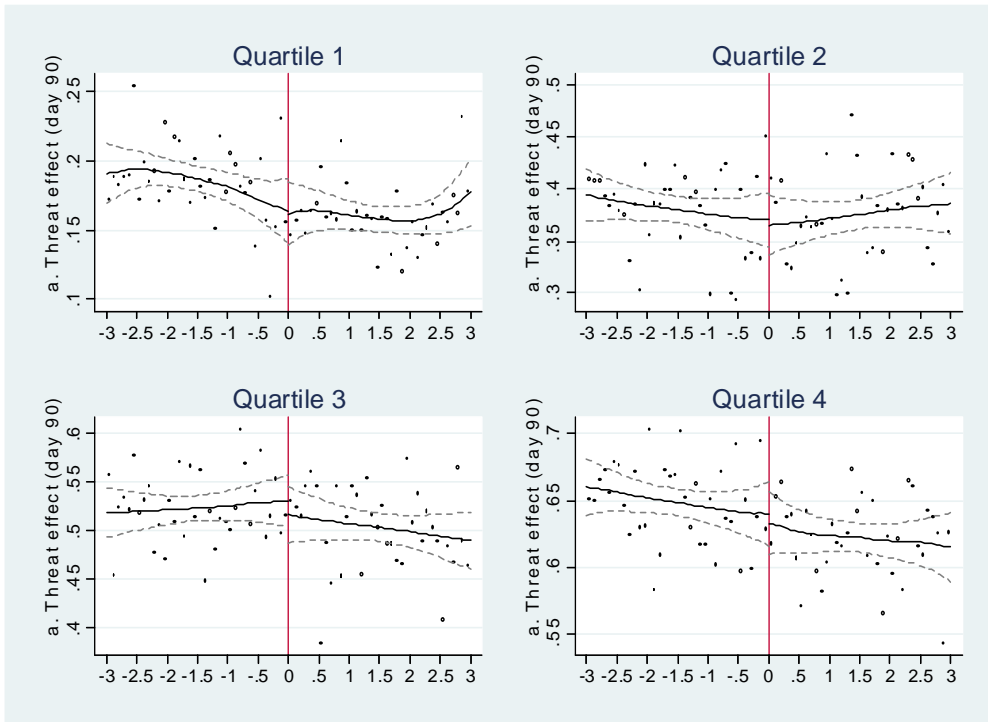 Quartile 1
a. Threat effect (day 90)
.25
.2
.15
.1
-3 -2.5 -2 -1.5 -1 -.5 0 .5 1 1.5 2 2.5 3
Quartile 2
a. Threat effect (day 90)
.5
.45
.4
.35
.3
-3 -2.5 -2 -1.5 -1 -.5 0 .5 1 1.5 2 2.5 3
Quartile 3
a. Threat effect (day 90)
.6
.55
.5
.45
.4
-3 -2.5 -2 -1.5 -1 -.5 0 .5 1 1.5 2 2.5 3
Quartile 4
a. Threat effect (day 90)
.7
.65
.6
.55
-3 -2.5 -2 -1.5 -1 -.5 0 .5 1 1.5 2 2.5 3